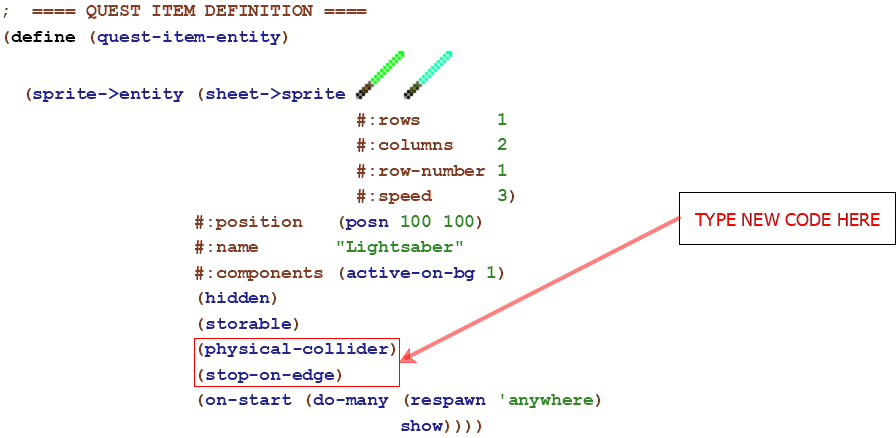 ;  ==== QUEST ITEM DEFINITION ====
(define (quest-item-entity)
(sprite->entity (sheet->sprite
#:rows 1
#:columns 2
#:row-number 1
#:speed 3)
#:position (posn 100 100)
#:name "Lightsaber"
#:components (active-on-bg 1)
(hidden)
(storable)
(physical-collider)
(stop-on-edge)
(on-start (do-many (respawn 'anywhere)
show))))
TYPE NEW CODE HERE